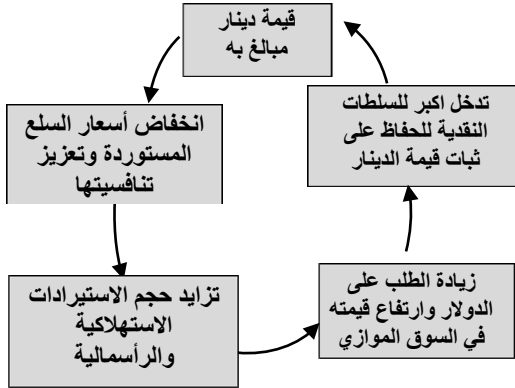 قيمة دينار
مبالغ به
انخفاض أسعار السلع
المستوردة وتعزيز
تنافسيتها
تزايد حجم الاستيرادات
الاستهلاكية
والرأسمالية
زيادة الطلب على
الدولار وارتفاع قيمته
في السوق الموازي
تدخل اكبر للسلطات
النقدية للحفاظ على
ثبات قيمة الدينار